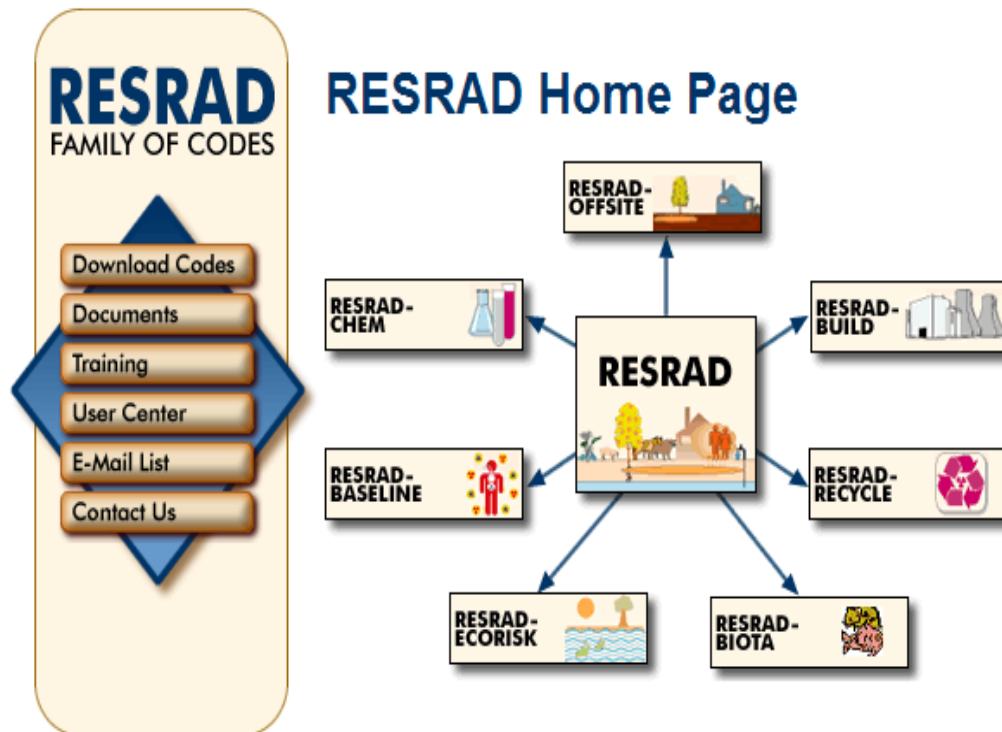 RESRAD
FAMILY OF CODES
Download Codes
Documents
Training
User Center
E-Mail List
Contact Us
RESRAD Home Page
RESRAD-
OFFSITE
RESRAD-
CHEM
RESRAD-
BUILD
RESRAD
RESRAD-
BASELINE
RESRAD-
RECYCLE
RESRAD-
ECORISK
RESRAD-
BIOTA